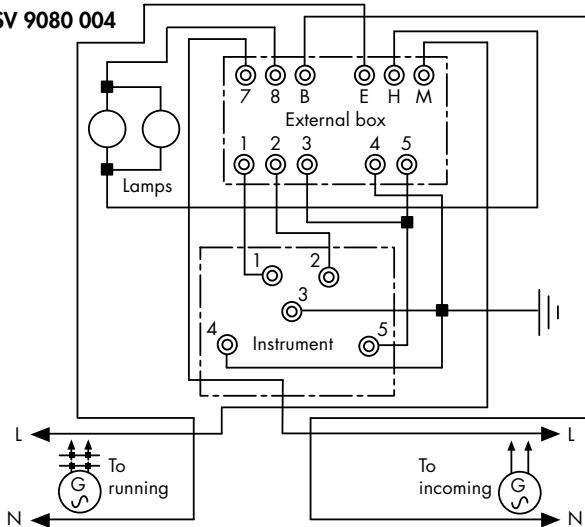 SV 9080 004
7 8 B E H M
External box
1 2 3 4 5
Lamps
1 2
3
4 Instrument 5
L L
To To
G running incoming G
N N